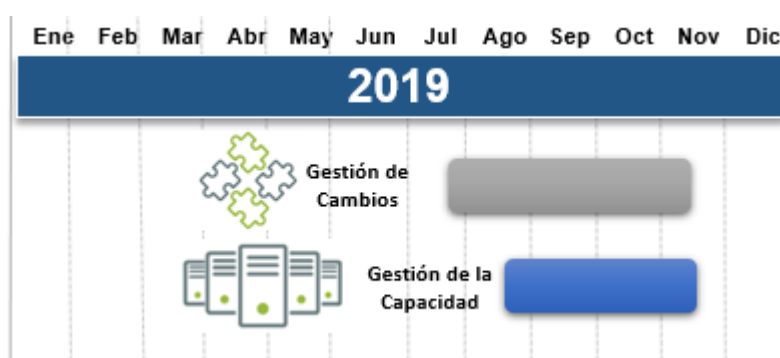 Ene Feb Mar Abr May Jun Jul Ago Sep Oct Nov Dic
2019
Gestión de
Cambios
Gestión de la
Capacidad